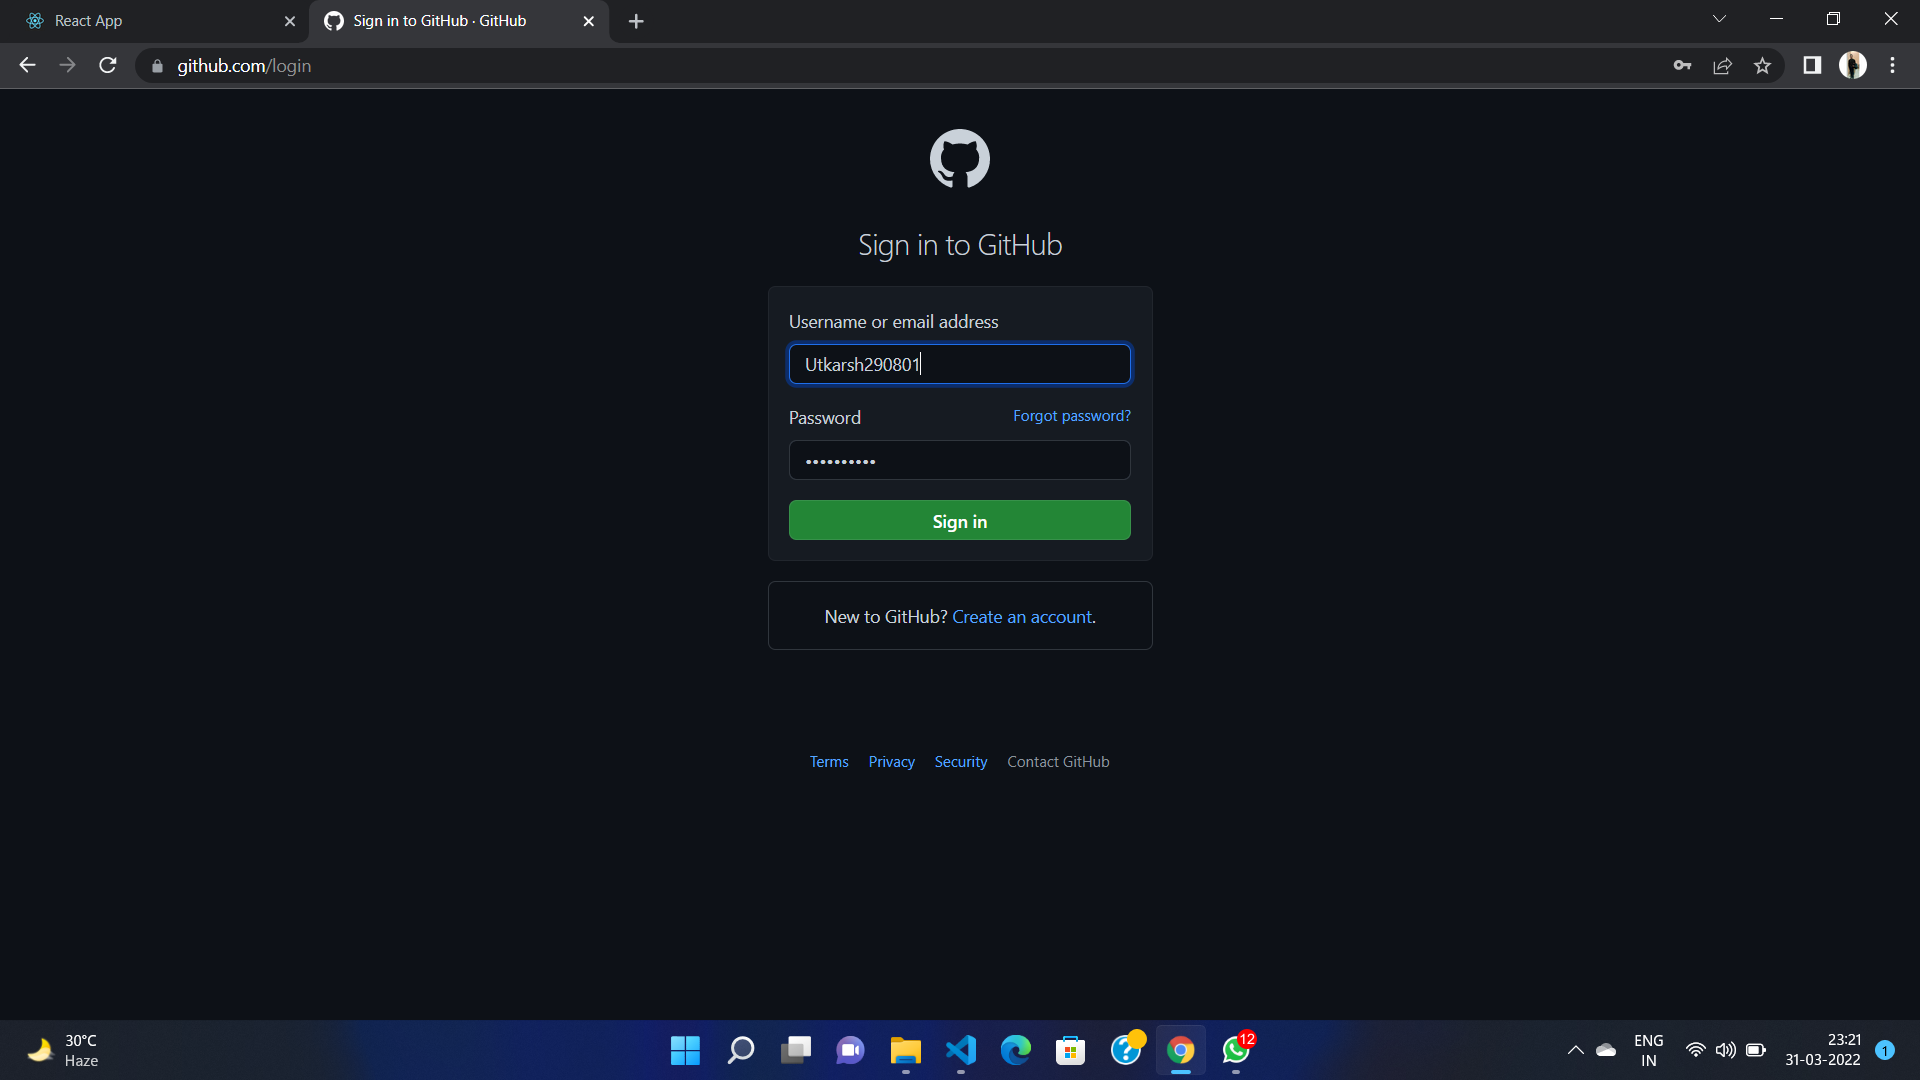 React App
Sign in to GitHub · GitHub
github.com/login
Sign in to GitHub
Username or email address
Utkarsh290801
Password
Forgot password?
••••••••••
Sign in
New to GitHub? Create an account.
Terms Privacy Security Contact GitHub
30°C
Haze
12
ENG
IN
23:21
31-03-2022
1